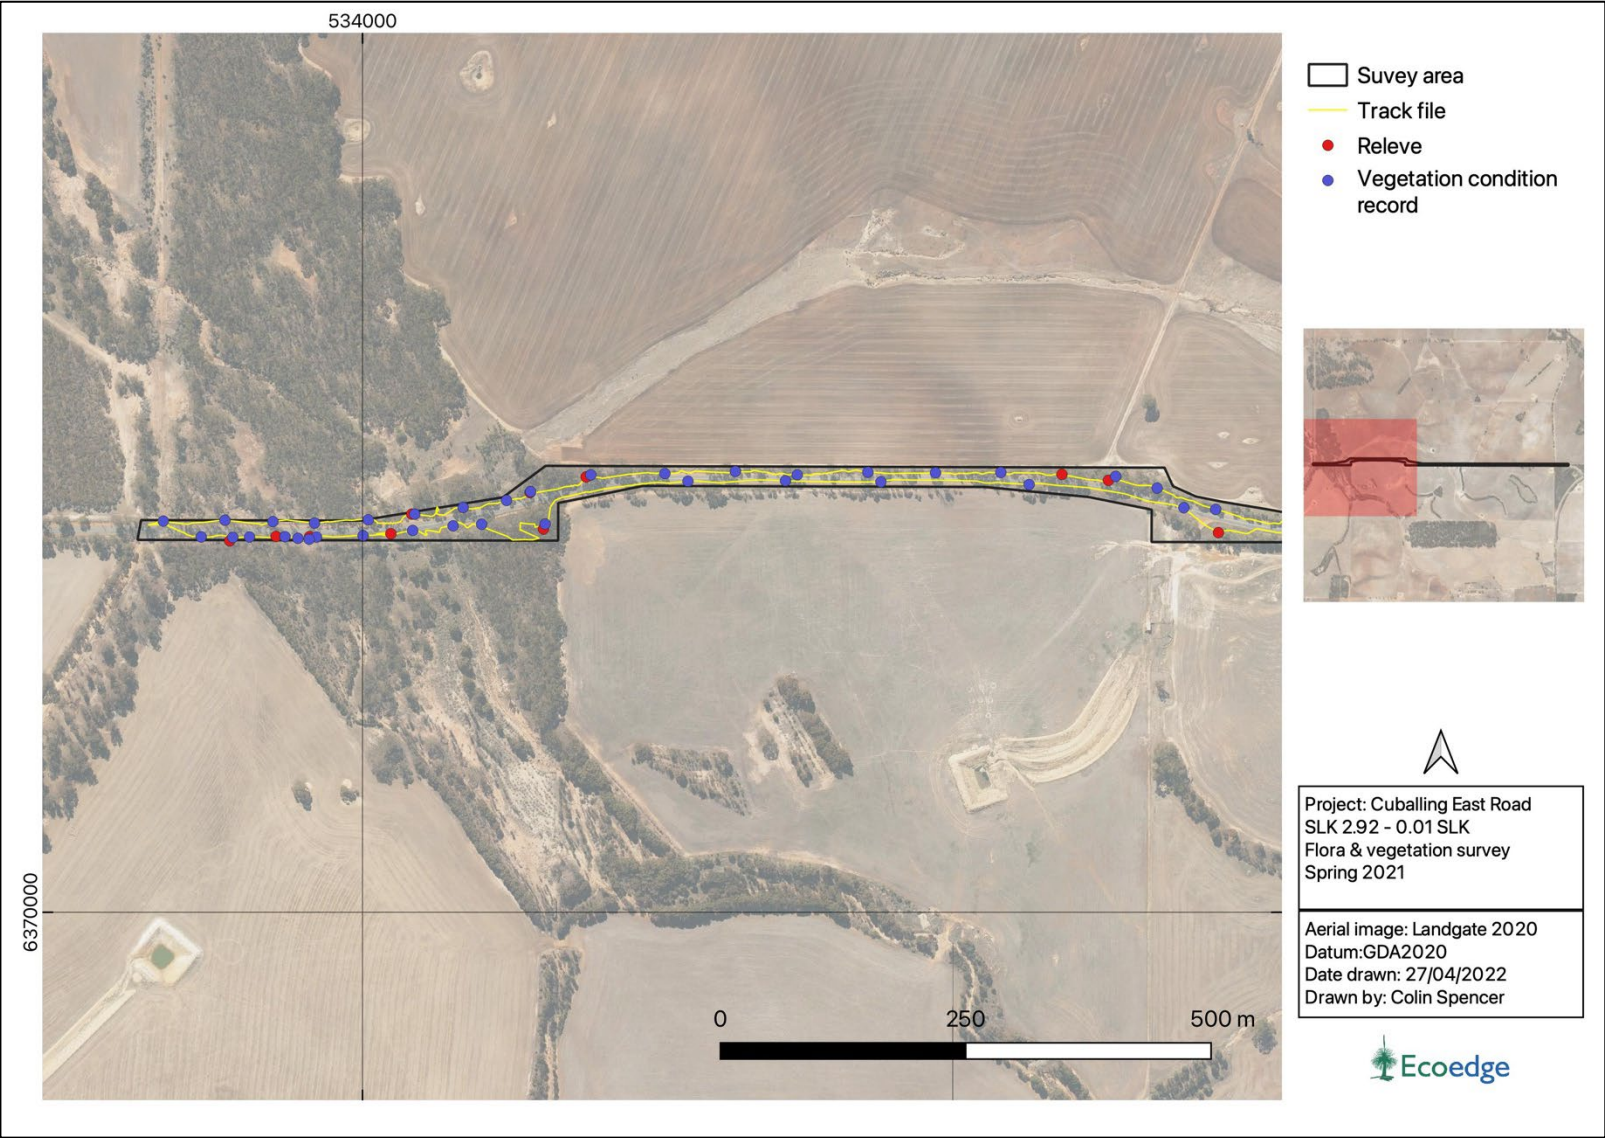 534000
Suvey area
Track file
Releve
Vegetation condition
record
6370000
Project: Cuballing East Road
SLK 2.92 - 0.01 SLK
Flora & vegetation survey
Spring 2021
Aerial image: Landgate 2020
Datum:GDA2020
Date drawn: 27/04/2022
Drawn by: Colin Spencer
0 250 500 m
Ecoedge